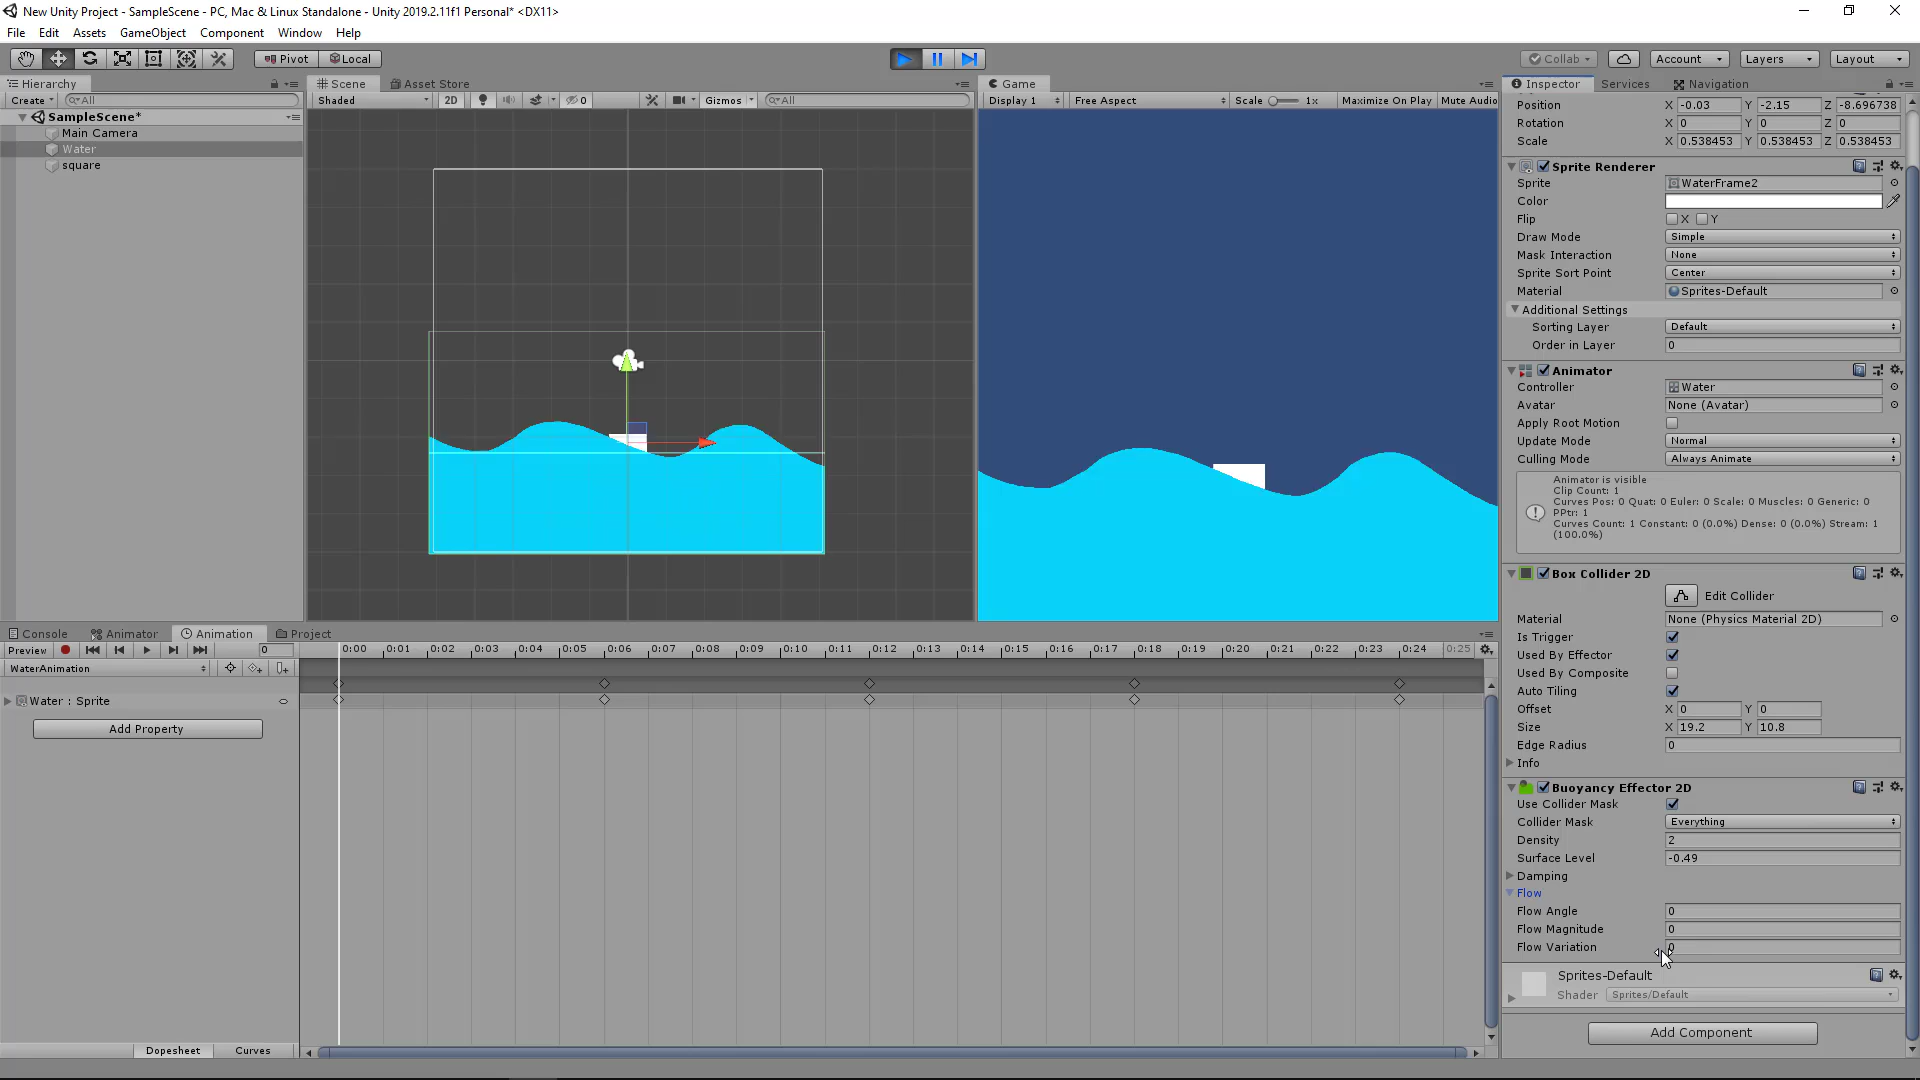 New Unity Project - SampleScene - PC, Mac & Linux Standalone - Unity 2019.2.11f1 Personal* <DX11>
File Edit Assets GameObject Component Window Help
Pivot Local Collab Account Layers Layout
Hierarchy Scene Asset Store Game Inspector Services Navigation
Create All Shaded 2D 0 Gizmos All Display 1 Free Aspect Scale 1x Maximize On Play Mute Audio
SampleScene*
Main Camera
Water
square
Position X -0.03 Y -2.15 Z -8.696738
Rotation X 0 Y 0 Z 0
Scale X 0.538453 Y 0.538453 Z 0.538453
Sprite Renderer
Sprite WaterFrame2
Color
Flip X Y
Draw Mode Simple
Mask Interaction None
Sprite Sort Point Center
Material Sprites-Default
Additional Settings
Sorting Layer Default
Order in Layer 0
Animator
Controller Water
Avatar None (Avatar)
Apply Root Motion
Update Mode Normal
Culling Mode Always Animate
Animator is visible
Clip Count: 1
Curves Pos: 0 Quat: 0 Euler: 0 Scale: 0 Muscles: 0 Generic: 0
PPtr: 1
Curves Count: 1 Constant: 0 (0.0%) Dense: 0 (0.0%) Stream: 1
(100.0%)
Box Collider 2D
Edit Collider
Material None (Physics Material 2D)
Is Trigger
Used By Effector
Used By Composite
Auto Tiling
Offset X 0 Y 0
Size X 19.2 Y 10.8
Edge Radius 0
Info
Buoyancy Effector 2D
Use Collider Mask
Collider Mask Everything
Density 2
Surface Level -0.49
Damping
Flow
Flow Angle 0
Flow Magnitude 0
Flow Variation 0
Sprites-Default
Shader Sprites/Default
Add Component
Console Animator Animation Project
Preview 0 0:00 0:01 0:02 0:03 0:04 0:05 0:06 0:07 0:08 0:09 0:10 0:11 0:12 0:13 0:14 0:15 0:16 0:17 0:18 0:19 0:20 0:21 0:22 0:23 0:24 0:25
WaterAnimation
Water : Sprite
Add Property
Dopesheet Curves